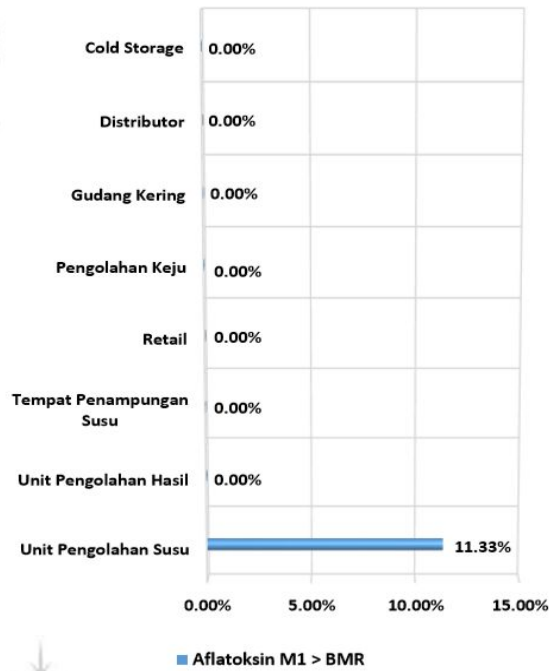 Cold Storage 0.00%
Distributor 0.00%
Gudang Kering 0.00%
Pengolahan Keju 0.00%
Retail 0.00%
Tempat Penampungan
Susu 0.00%
Unit Pengolahan Hasil 0.00%
Unit Pengolahan Susu 11.33%
0.00% 5.00% 10.00% 15.00%
Aflatoksin M1 > BMR